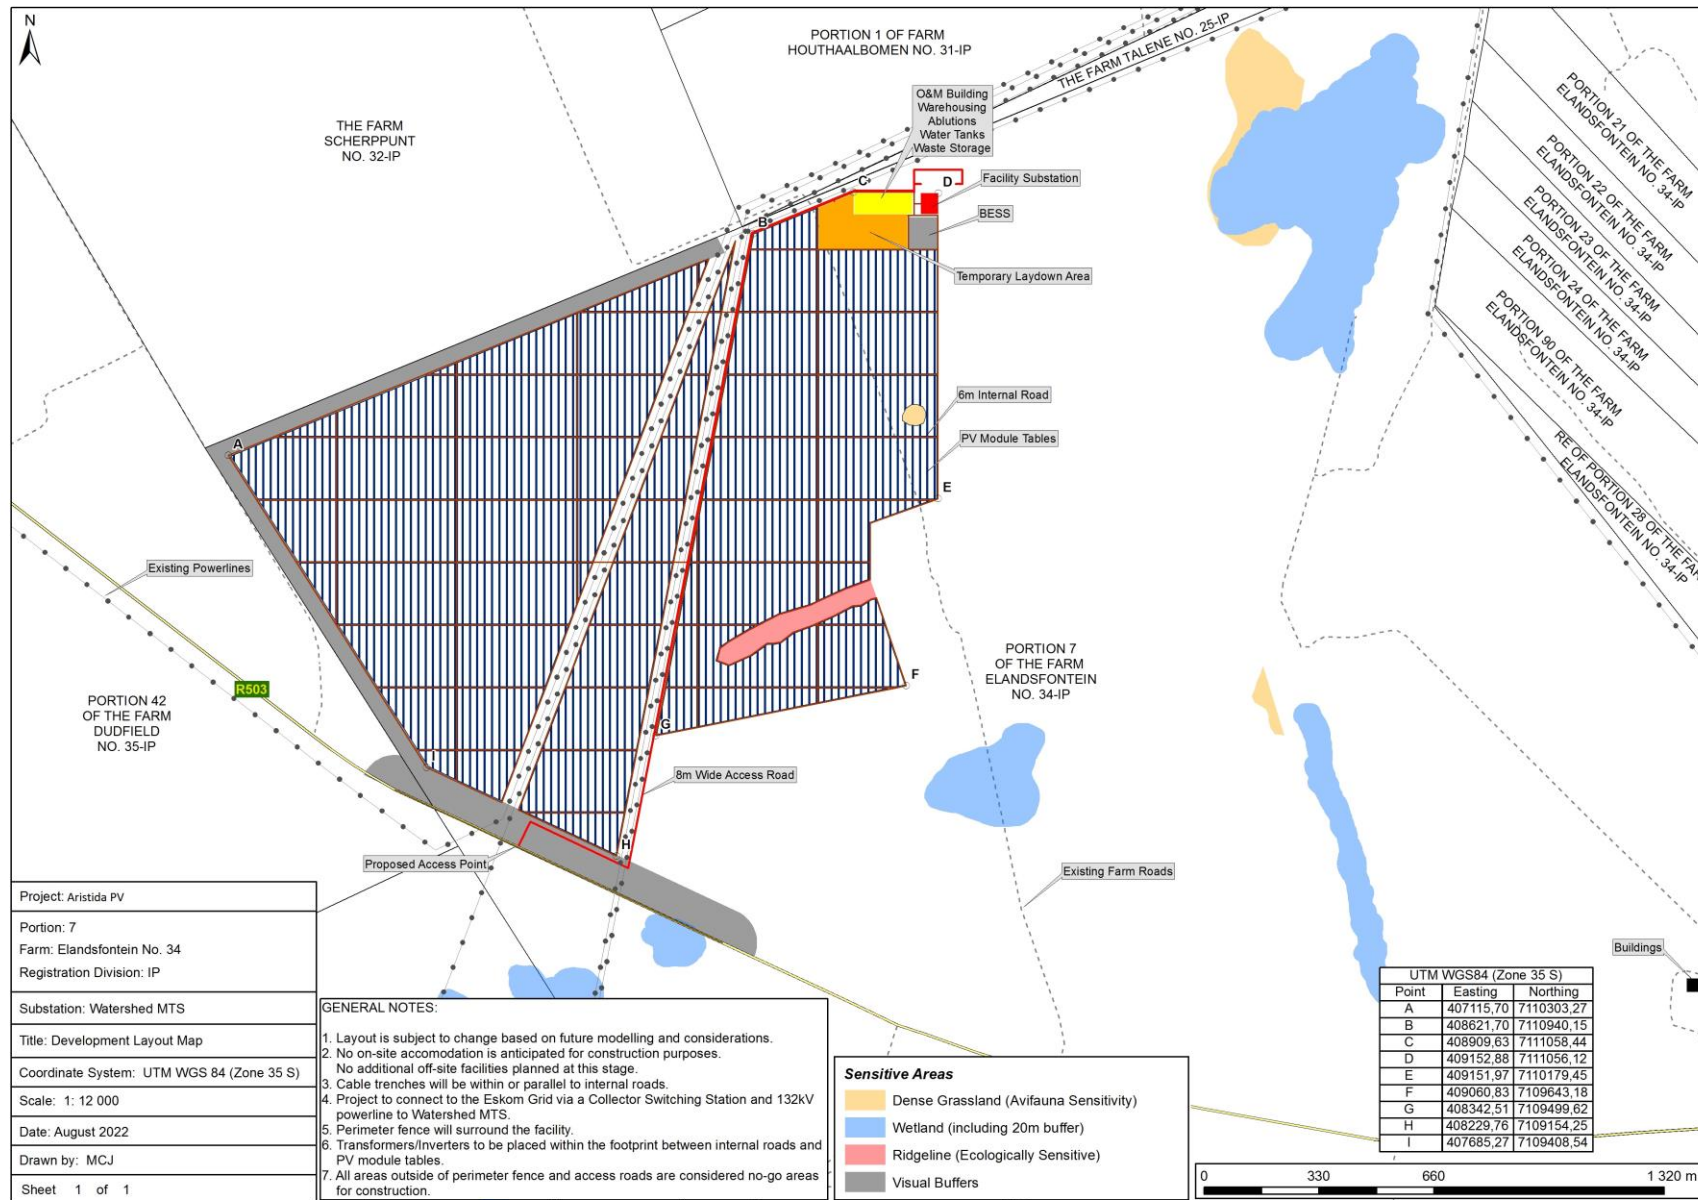 N
PORTION 1 OF FARM
HOUTHAALBOMEN NO. 31-IP
THE FARM TALENE NO. 25-IP
THE FARM
SCHERPPUNT
NO. 32-IP
O&M Building
Warehousing
Ablutions
Water Tanks
Waste Storage
PORTION 21 OF THE FARM
ELANDSFONTEIN NO. 34-IP
PORTION 22 OF THE FARM
ELANDSFONTEIN NO. 34-IP
PORTION 23 OF THE FARM
ELANDSFONTEIN NO. 34-IP
PORTION 24 OF THE FARM
ELANDSFONTEIN NO. 34-IP
PORTION 90 OF THE FARM
ELANDSFONTEIN NO. 34-IP
RE OF PORTION 28 OF THE FAR
ELANDSFONTEIN NO. 34-IP
C
D
Facility Substation
BESS
B
Temporary Laydown Area
6m Internal Road
PV Module Tables
A
E
Existing Powerlines
R503
PORTION 42
OF THE FARM
DUDFIELD
NO. 35-IP
PORTION 7
OF THE FARM
ELANDSFONTEIN
NO. 34-IP
F
G
I
8m Wide Access Road
H
Proposed Access Point
Existing Farm Roads
Buildings
Project: Aristida PV
Portion: 7
Farm: Elandsfontein No. 34
Registration Division: IP
Substation: Watershed MTS
Title: Development Layout Map
Coordinate System: UTM WGS 84 (Zone 35 S)
Scale: 1: 12 000
Date: August 2022
Drawn by: MCJ
Sheet 1 of 1
GENERAL NOTES:
1. Layout is subject to change based on future modelling and considerations.
2. No on-site accomodation is anticipated for construction purposes.
No additional off-site facilities planned at this stage.
3. Cable trenches will be within or parallel to internal roads.
4. Project to connect to the Eskom Grid via a Collector Switching Station and 132kV
powerline to Watershed MTS.
5. Perimeter fence will surround the facility.
6. Transformers/Inverters to be placed within the footprint between internal roads and
PV module tables.
7. All areas outside of perimeter fence and access roads are considered no-go areas
for construction.
Sensitive Areas
Dense Grassland (Avifauna Sensitivity)
Wetland (including 20m buffer)
Ridgeline (Ecologically Sensitive)
Visual Buffers
UTM WGS84 (Zone 35 S)
Point Easting Northing
A 407115,70 7110303,27
B 408621,70 7110940,15
C 408909,63 7111058,44
D 409152,88 7111056,12
E 409151,97 7110179,45
F 409060,83 7109643,18
G 408342,51 7109499,62
H 408229,76 7109154,25
I 407685,27 7109408,54
0 330 660 1 320 m